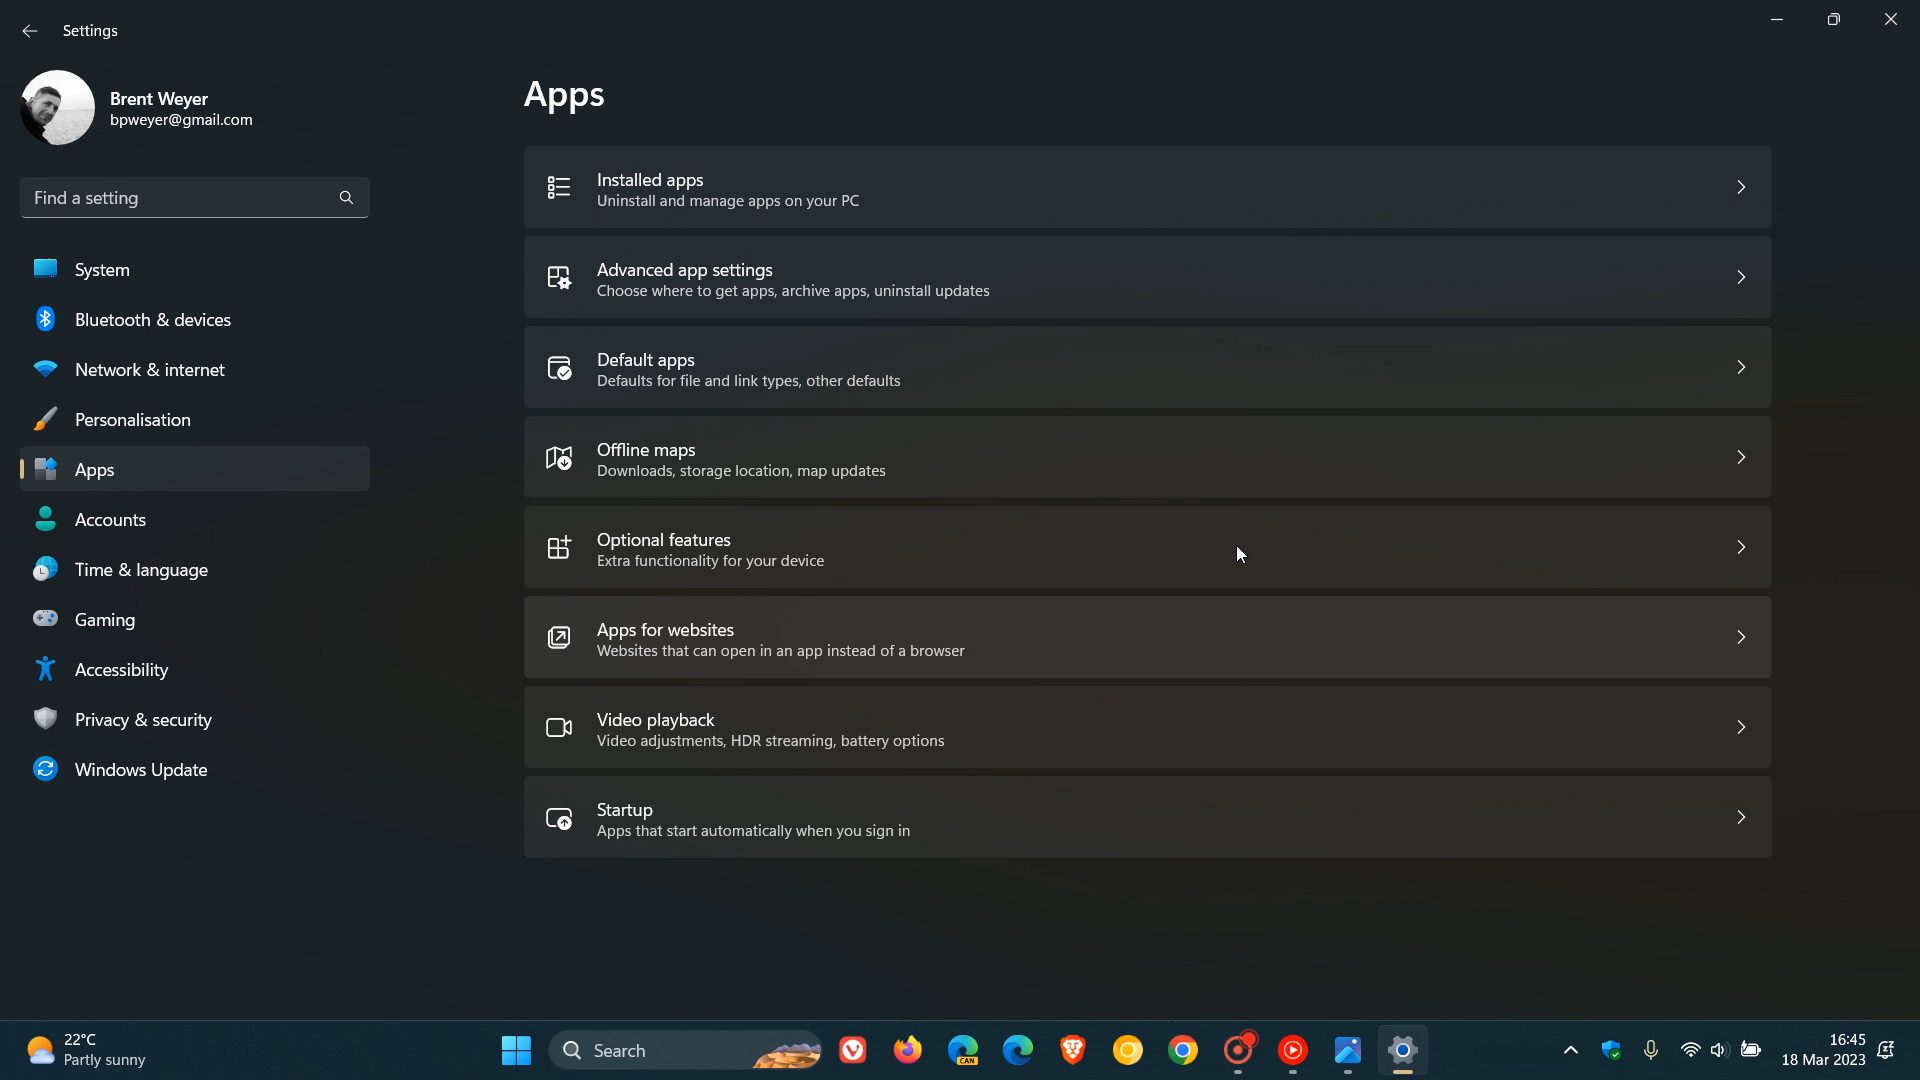 Settings
Brent Weyer
bpweyer@gmail.com
Find a setting
System
Bluetooth & devices
Network & internet
Personalisation
Apps
Accounts
Time & language
Gaming
Accessibility
Privacy & security
Windows Update
Apps
Installed apps
Uninstall and manage apps on your PC
Advanced app settings
Choose where to get apps, archive apps, uninstall updates
Default apps
Defaults for file and link types, other defaults
Offline maps
Downloads, storage location, map updates
Optional features
Extra functionality for your device
Apps for websites
Websites that can open in an app instead of a browser
Video playback
Video adjustments, HDR streaming, battery options
Startup
Apps that start automatically when you sign in
22°C
Partly sunny
Search
CAN
16:45
18 Mar 2023